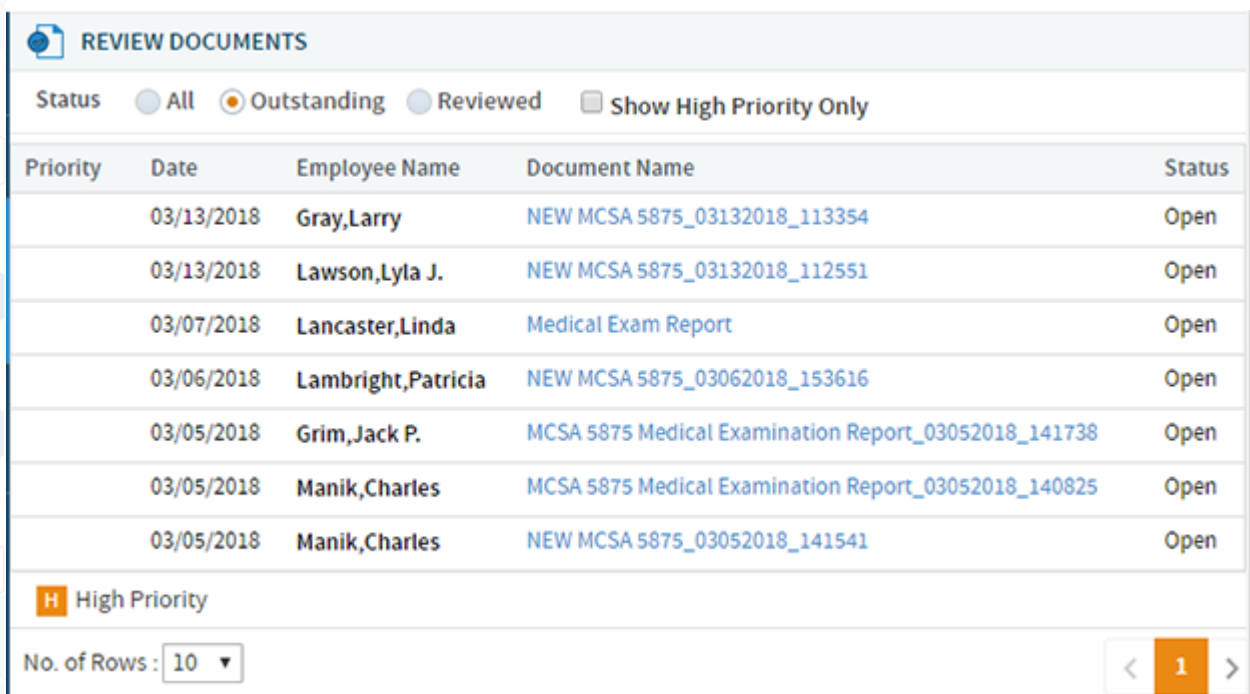 REVIEW DOCUMENTS
Status All Outstanding Reviewed Show High Priority Only
Priority Date Employee Name Document Name Status
03/13/2018 Gray,Larry NEW MCSA 5875_03132018_113354 Open
03/13/2018 Lawson,Lyla J. NEW MCSA 5875_03132018_112551 Open
03/07/2018 Lancaster,Linda Medical Exam Report Open
03/06/2018 Lambright,Patricia NEW MCSA 5875_03062018_153616 Open
03/05/2018 Grim,Jack P. MCSA 5875 Medical Examination Report_03052018_141738 Open
03/05/2018 Manik,Charles MCSA 5875 Medical Examination Report_03052018_140825 Open
03/05/2018 Manik,Charles NEW MCSA 5875_03052018_141541 Open
H High Priority
No. of Rows : 10 < 1 >